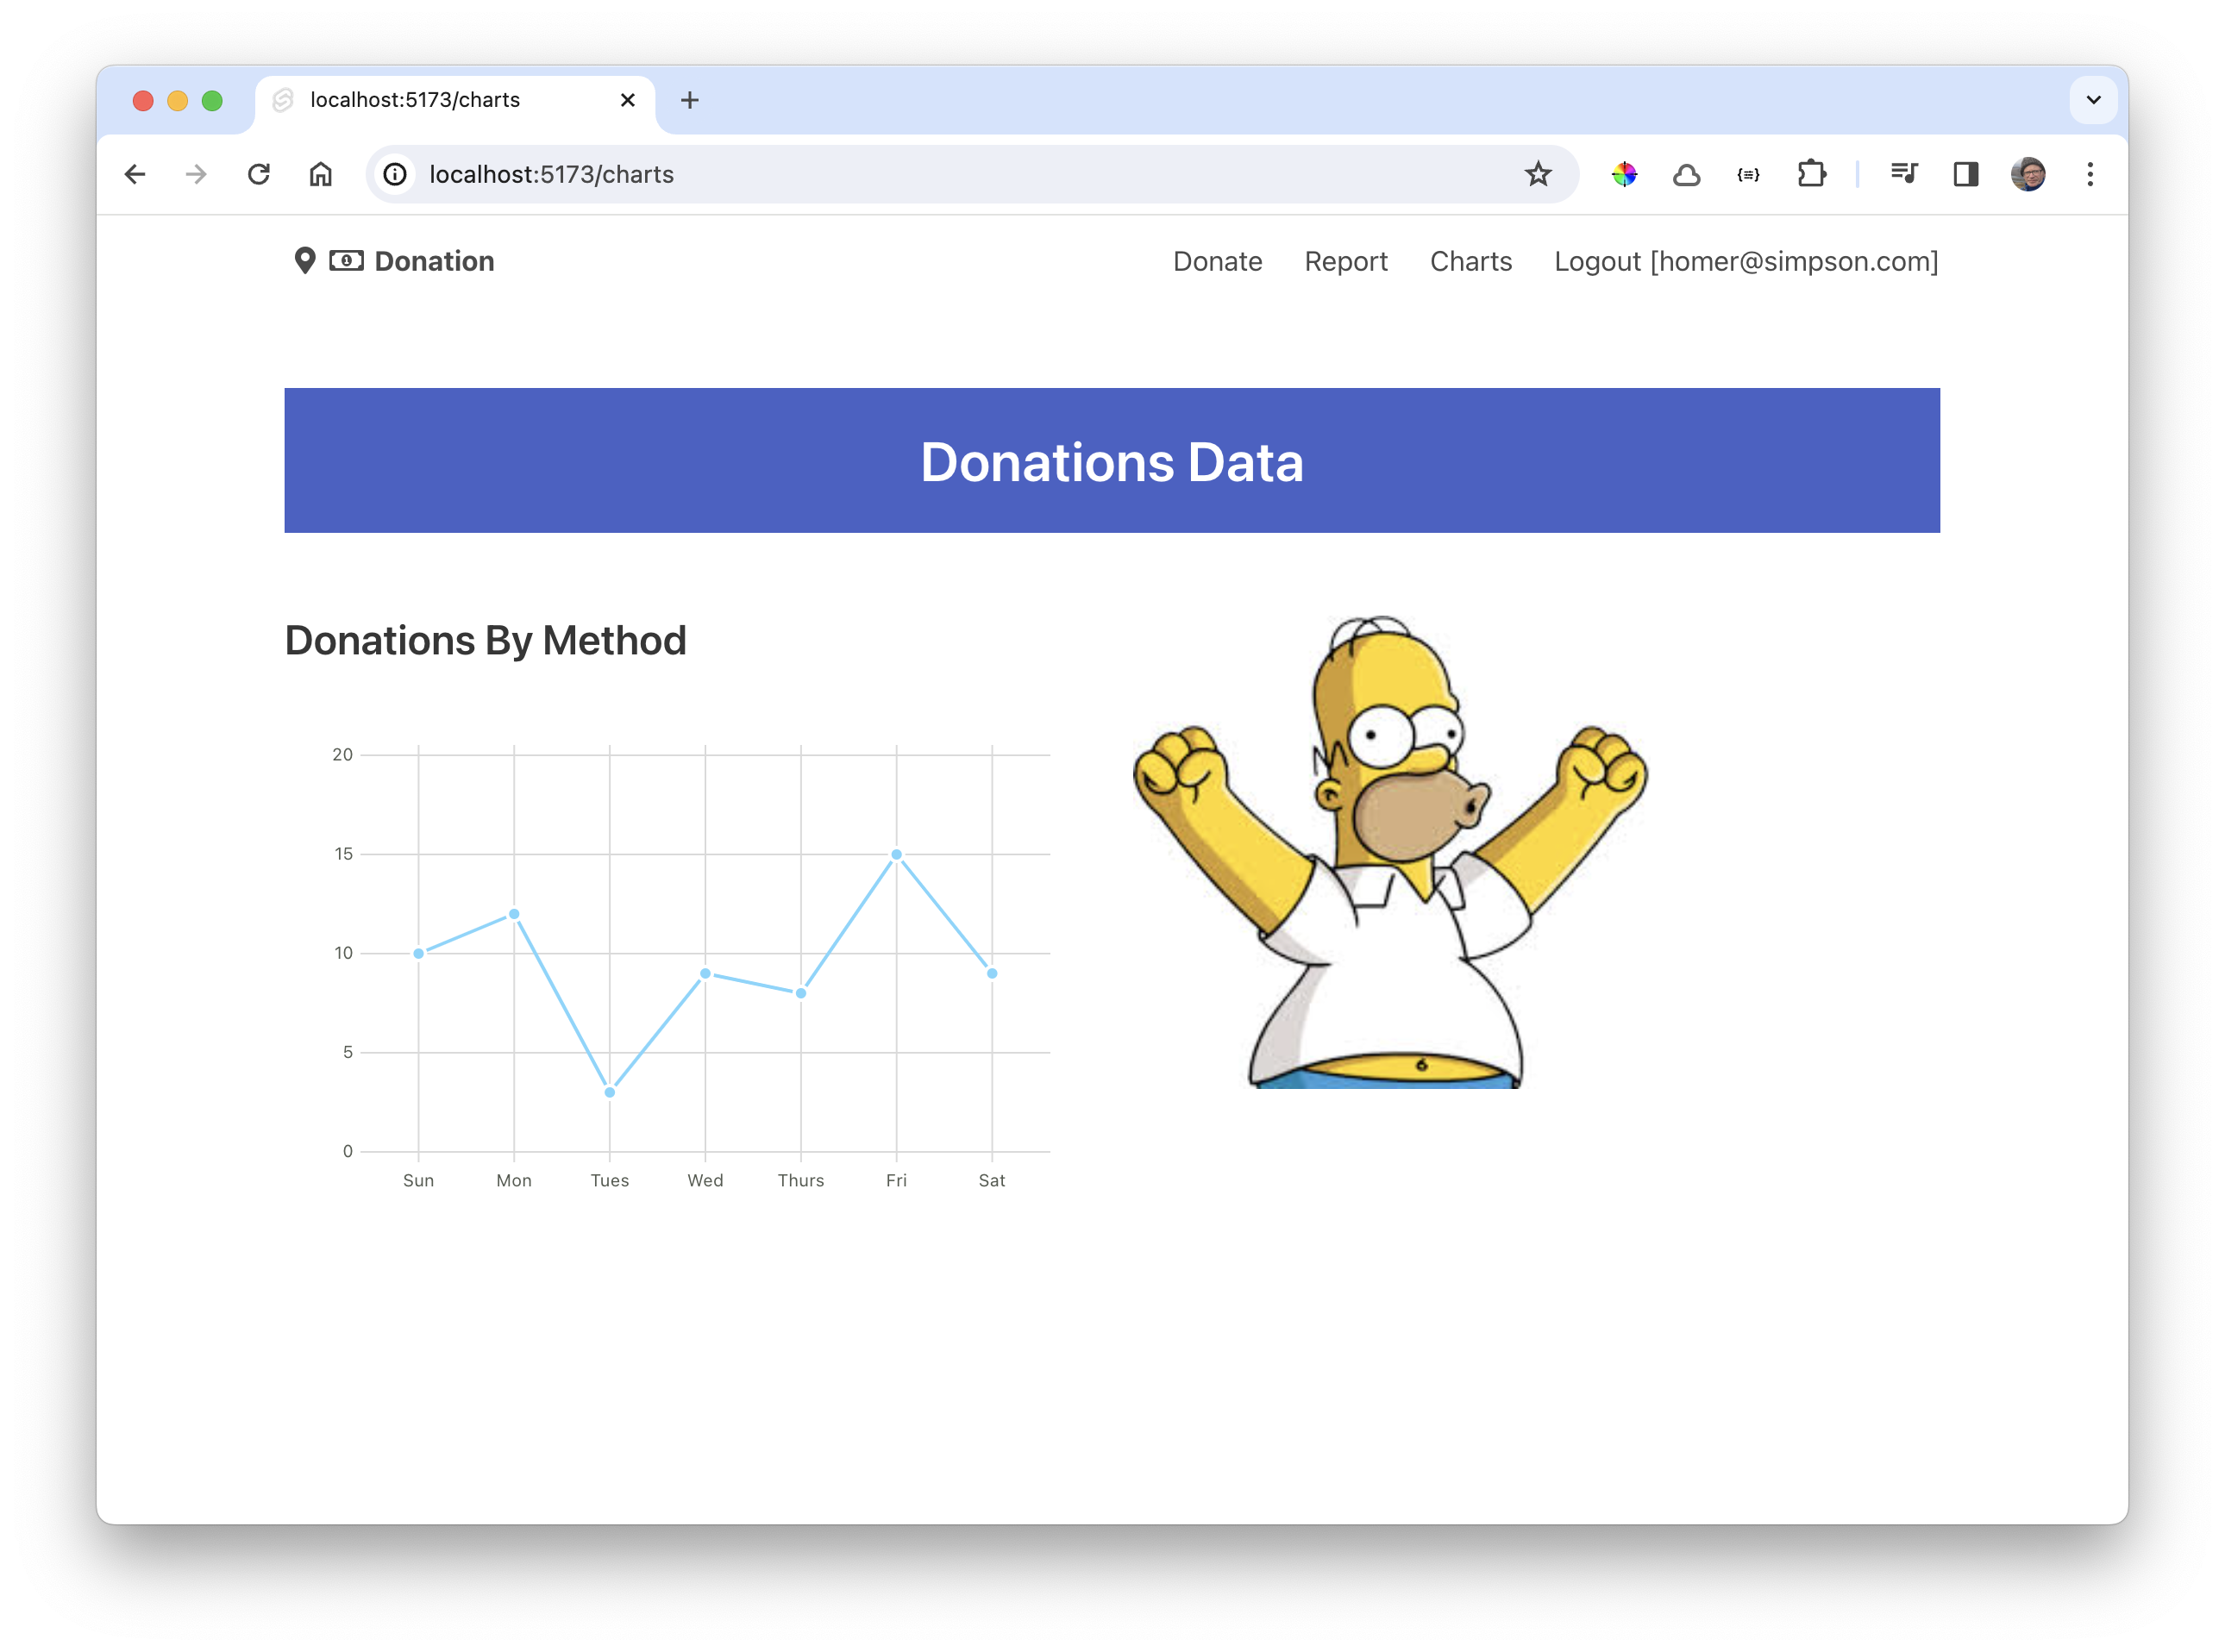 localhost:5173/charts
localhost:5173/charts
Donation
Donate Report Charts Logout [homer@simpson.com]
Donations Data
Donations By Method
20
15
10
5
0
Sun Mon Tues Wed Thurs Fri Sat